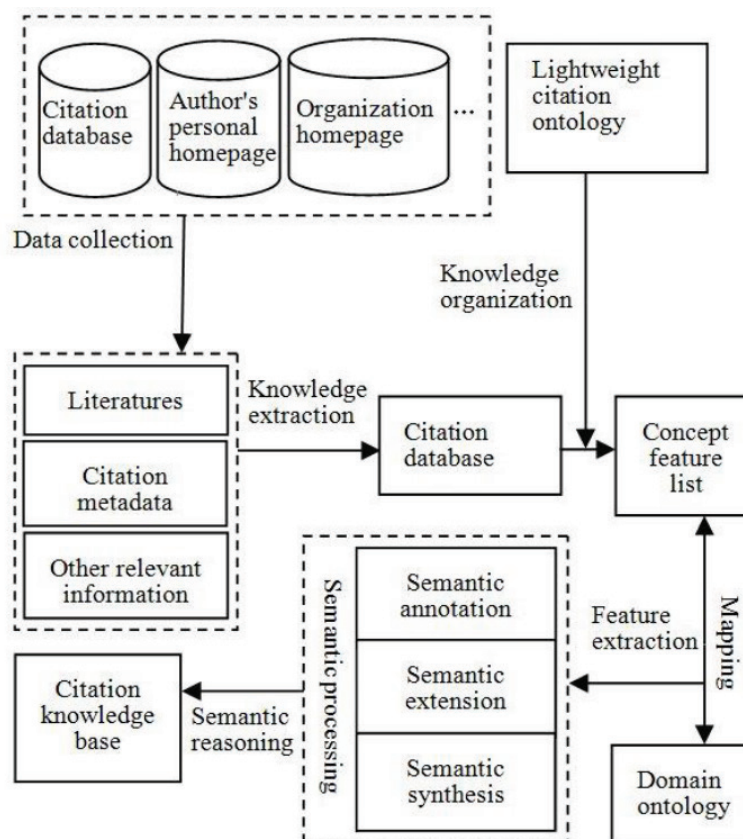 Citation
database
Author's
personal
homepage
Organization
homepage
...
Lightweight
citation
ontology
Data collection
Knowledge
organization
Literatures
Citation
metadata
Other relevant
information
Knowledge
extraction
Citation
database
Concept
feature
list
Semantic processing
Semantic
annotation
Semantic
extension
Semantic
synthesis
Feature
extraction
Mapping
Citation
knowledge
base
Semantic
reasoning
Domain
ontology